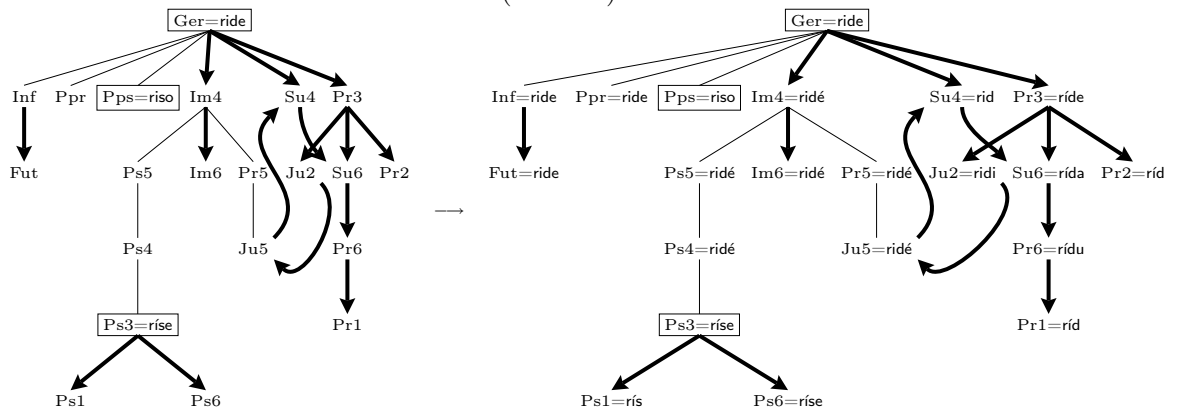 Ger=ride Ger=ride
Inf Ppr Pps=riso Im4 Su4 Pr3 Inf=ride Ppr=ride Pps=riso Im4=ridé Su4=rid Pr3=ríde
Fut Ps5 Im6 Pr5 Ju2 Su6 Pr2 Fut=ride Ps5=ridé Im6=ridé Pr5=ridé Ju2=ridi Su6=rída Pr2=ríd
⟶
Ps4 Ju5 Pr6 Ps4=ridé Ju5=ridé Pr6=rídu
Ps3=ríse Pr1 Ps3=ríse Pr1=ríd
Ps1 Ps6 Ps1=rís Ps6=ríse